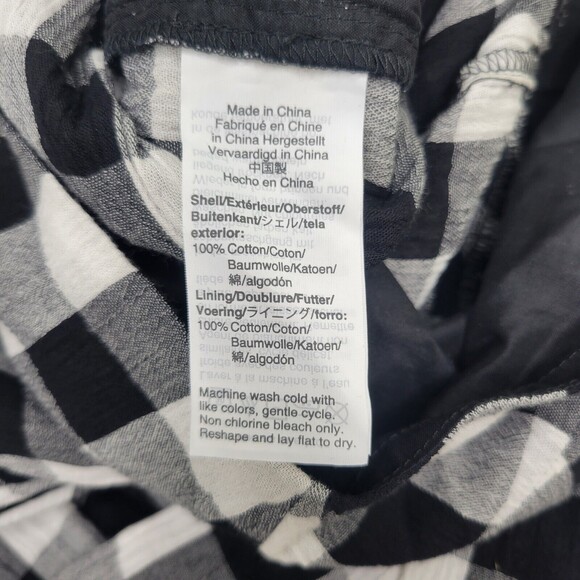 Made in China
Fabriqué en Chine
in China Hergestellt
Vervaardigd in China
中国製
Hecho en China
Shell/Extérieur/Oberstoff/
Buitenkant/シェル/tela
exterior:
100% Cotton/Coton/
Baumwolle/Katoen/
綿/algodón
Lining/Doublure/Futter/
Voering/ライニング/forro:
100% Cotton/Coton/
Baumwolle/Katoen/
綿/algodón
Machine wash cold with
like colors, gentle cycle.
Non chlorine bleach only.
Reshape and lay flat to dry.